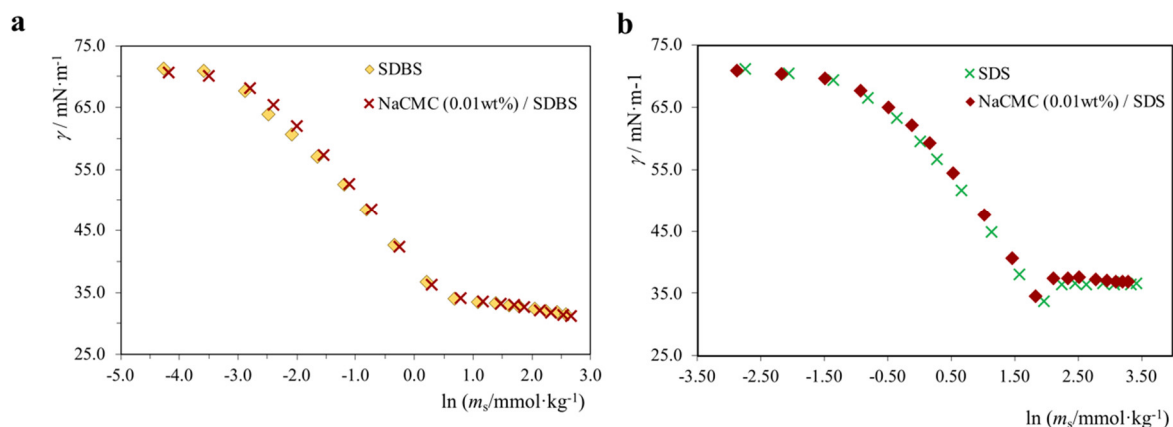 a
75.0
65.0
55.0
45.0
35.0
25.0
γ / mN·m-1
SDBS
NaCMC (0.01wt%) / SDBS
-5.0 -4.0 -3.0 -2.0 -1.0 0.0 1.0 2.0 3.0
ln (ms/mmol·kg-1)
b
75.0
65.0
55.0
45.0
35.0
25.0
γ / mN·m-1
SDS
NaCMC (0.01wt%) / SDS
-3.50 -2.50 -1.50 -0.50 0.50 1.50 2.50 3.50
ln (ms/mmol·kg-1)